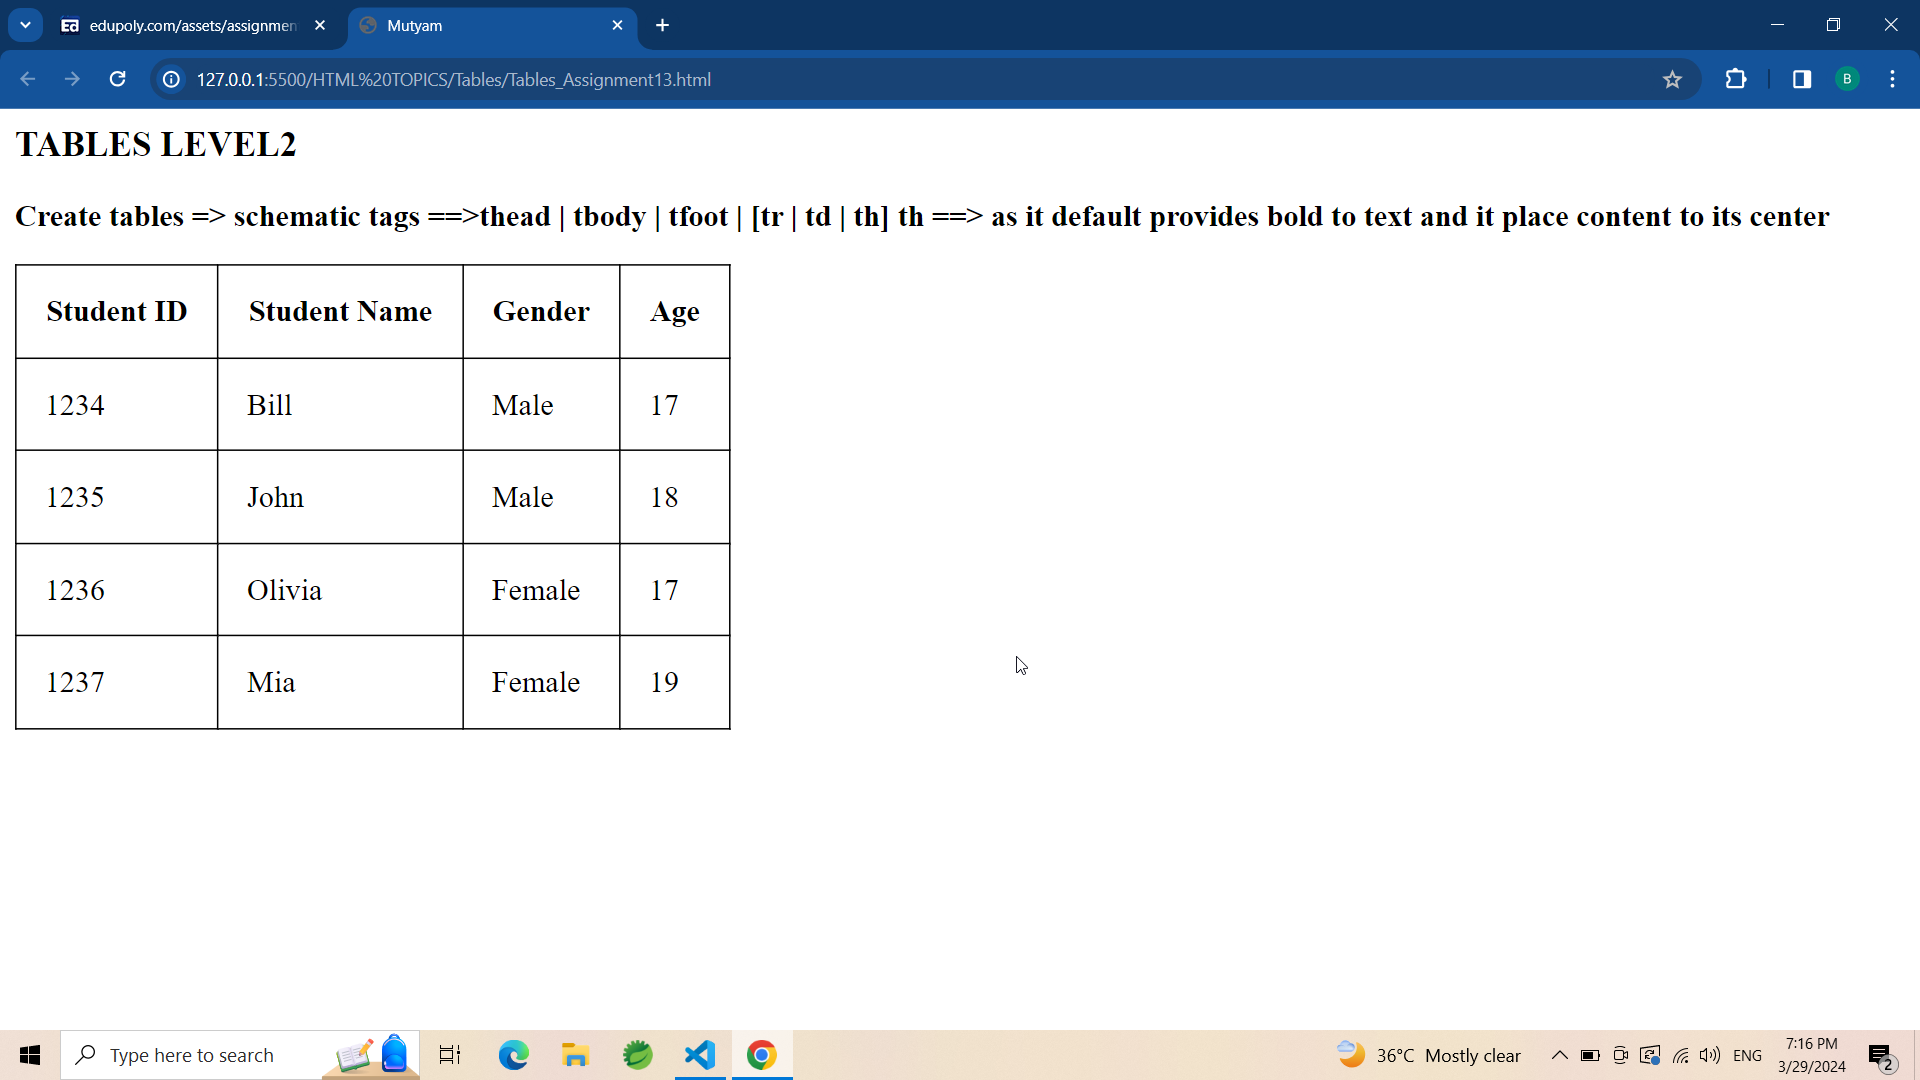 edupoly.com/assets/assignmen
Mutyam
127.0.0.1:5500/HTML%20TOPICS/Tables/Tables_Assignment13.html
B
TABLES LEVEL2
Create tables => schematic tags ==>thead | tbody | tfoot | [tr | td | th] th ==> as it default provides bold to text and it place content to its center
Student ID Student Name Gender Age
1234 Bill Male 17
1235 John Male 18
1236 Olivia Female 17
1237 Mia Female 19
Type here to search
36°C Mostly clear
ENG
7:16 PM
3/29/2024
2